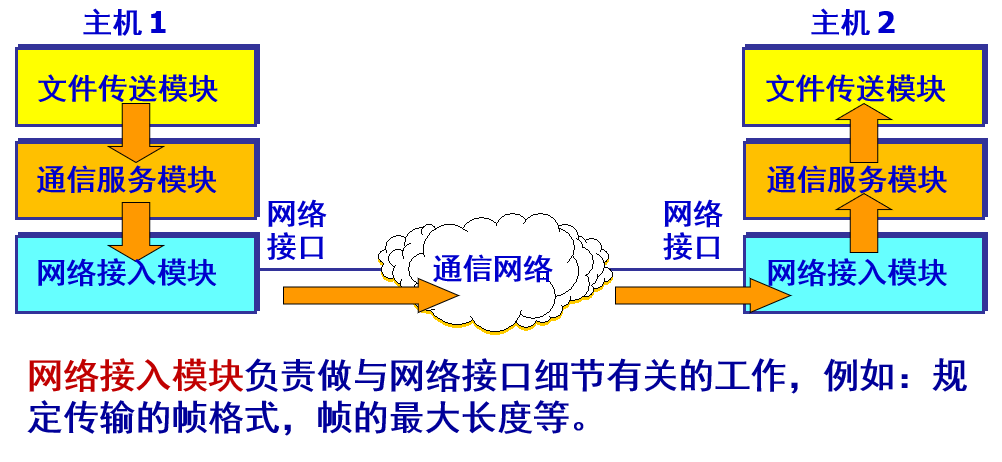 主机 1
主机 2
文件传送模块
文件传送模块
通信服务模块
通信服务模块
网络
接口
网络
接口
网络接入模块
通信网络
网络接入模块
网络接入模块负责做与网络接口细节有关的工作，例如：规
定传输的帧格式，帧的最大长度等。